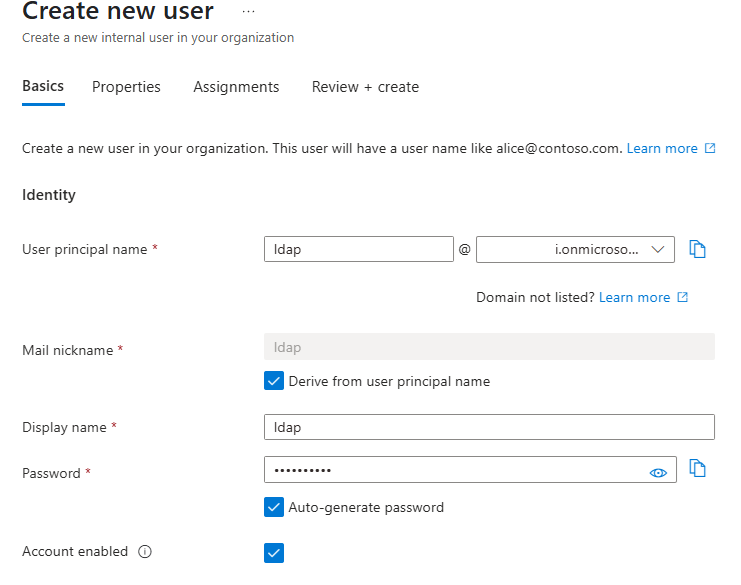 Create new user ...
Create a new internal user in your organization
Basics Properties Assignments Review + create
Create a new user in your organization. This user will have a user name like alice@contoso.com. Learn more
Identity
User principal name * ldap @ i.onmicroso...
Domain not listed? Learn more
Mail nickname * ldap
Derive from user principal name
Display name * ldap
Password * ••••••••••
Auto-generate password
Account enabled